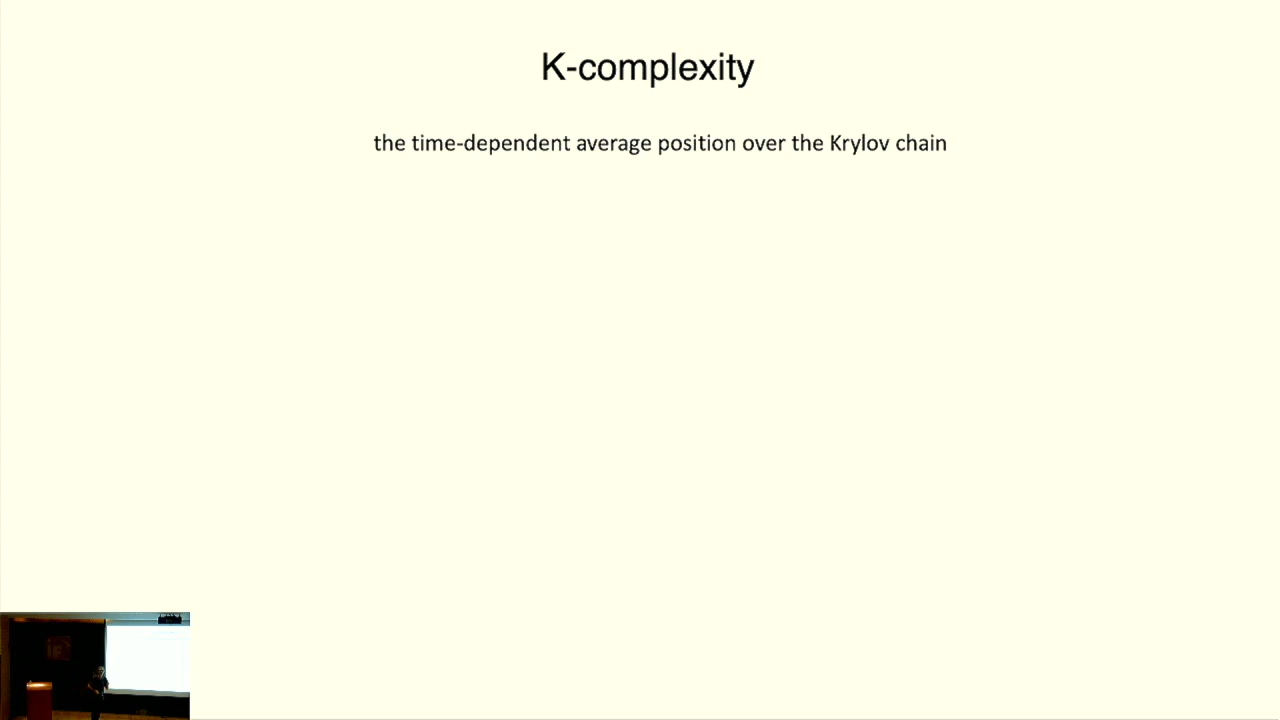 K-complexity
the time-dependent average position over the Krylov chain